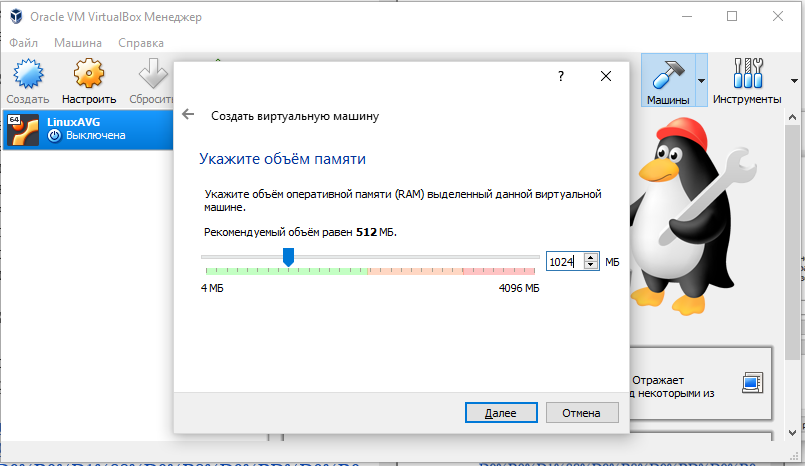 Oracle VM VirtualBox Менеджер
Файл Машина Справка
Создать Настроить Сбросить
Машины Инструменты
64 LinuxAVG
Выключена
?
Создать виртуальную машину
Укажите объём памяти
Укажите объём оперативной памяти (RAM) выделенный данной виртуальной
машине.
Рекомендуемый объём равен 512 МБ.
1024 МБ
4 МБ 4096 МБ
Отражает
д некоторыми из
Далее Отмена